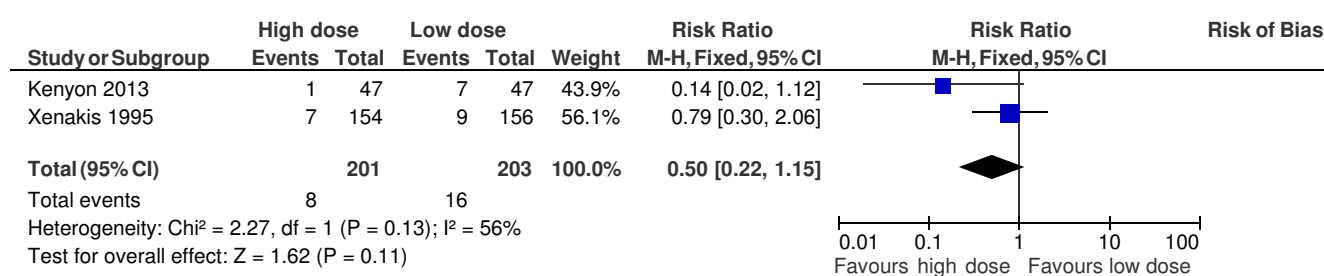 High dose Low dose Risk Ratio Risk Ratio Risk of Bias
Study or Subgroup Events Total Events Total Weight M-H, Fixed, 95% CI M-H, Fixed, 95% CI
Kenyon 2013 1 47 7 47 43.9% 0.14 [0.02, 1.12]
Xenakis 1995 7 154 9 156 56.1% 0.79 [0.30, 2.06]
Total (95% CI) 201 203 100.0% 0.50 [0.22, 1.15]
Total events 8 16
Heterogeneity: Chi² = 2.27, df = 1 (P = 0.13); I² = 56%
Test for overall effect: Z = 1.62 (P = 0.11)
0.01 0.1 1 10 100
Favours high dose Favours low dose